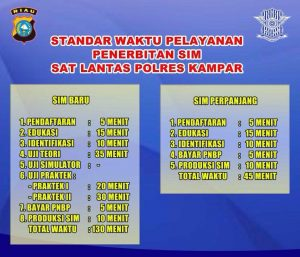 RIAU
STANDAR WAKTU PELAYANAN
PENERBITAN SIM
SAT LANTAS POLRES KAMPAR
SIM BARU
1. PENDAFTARAN : 5 MENIT
2. EDUKASI : 15 MENIT
3. IDENTIFIKASI : 10 MENIT
4. UJI TEORI : 35 MENIT
5. UJI SIMULATOR : -
6. UJI PRAKTEK :
- PRAKTEK I : 20 MENIT
- PRAKTEK II : 30 MENIT
7. BAYAR PNBP : 5 MENIT
8. PRODUKSI SIM : 10 MENIT
TOTAL WAKTU : 130 MENIT
SIM PERPANJANG
1. PENDAFTARAN : 5 MENIT
2. EDUKASI : 15 MENIT
3. IDENTIFIKASI : 10 MENIT
4. BAYAR PNBP : 5 MENIT
5. PRODUKSI SIM : 10 MENIT
TOTAL WAKTU : 45 MENIT